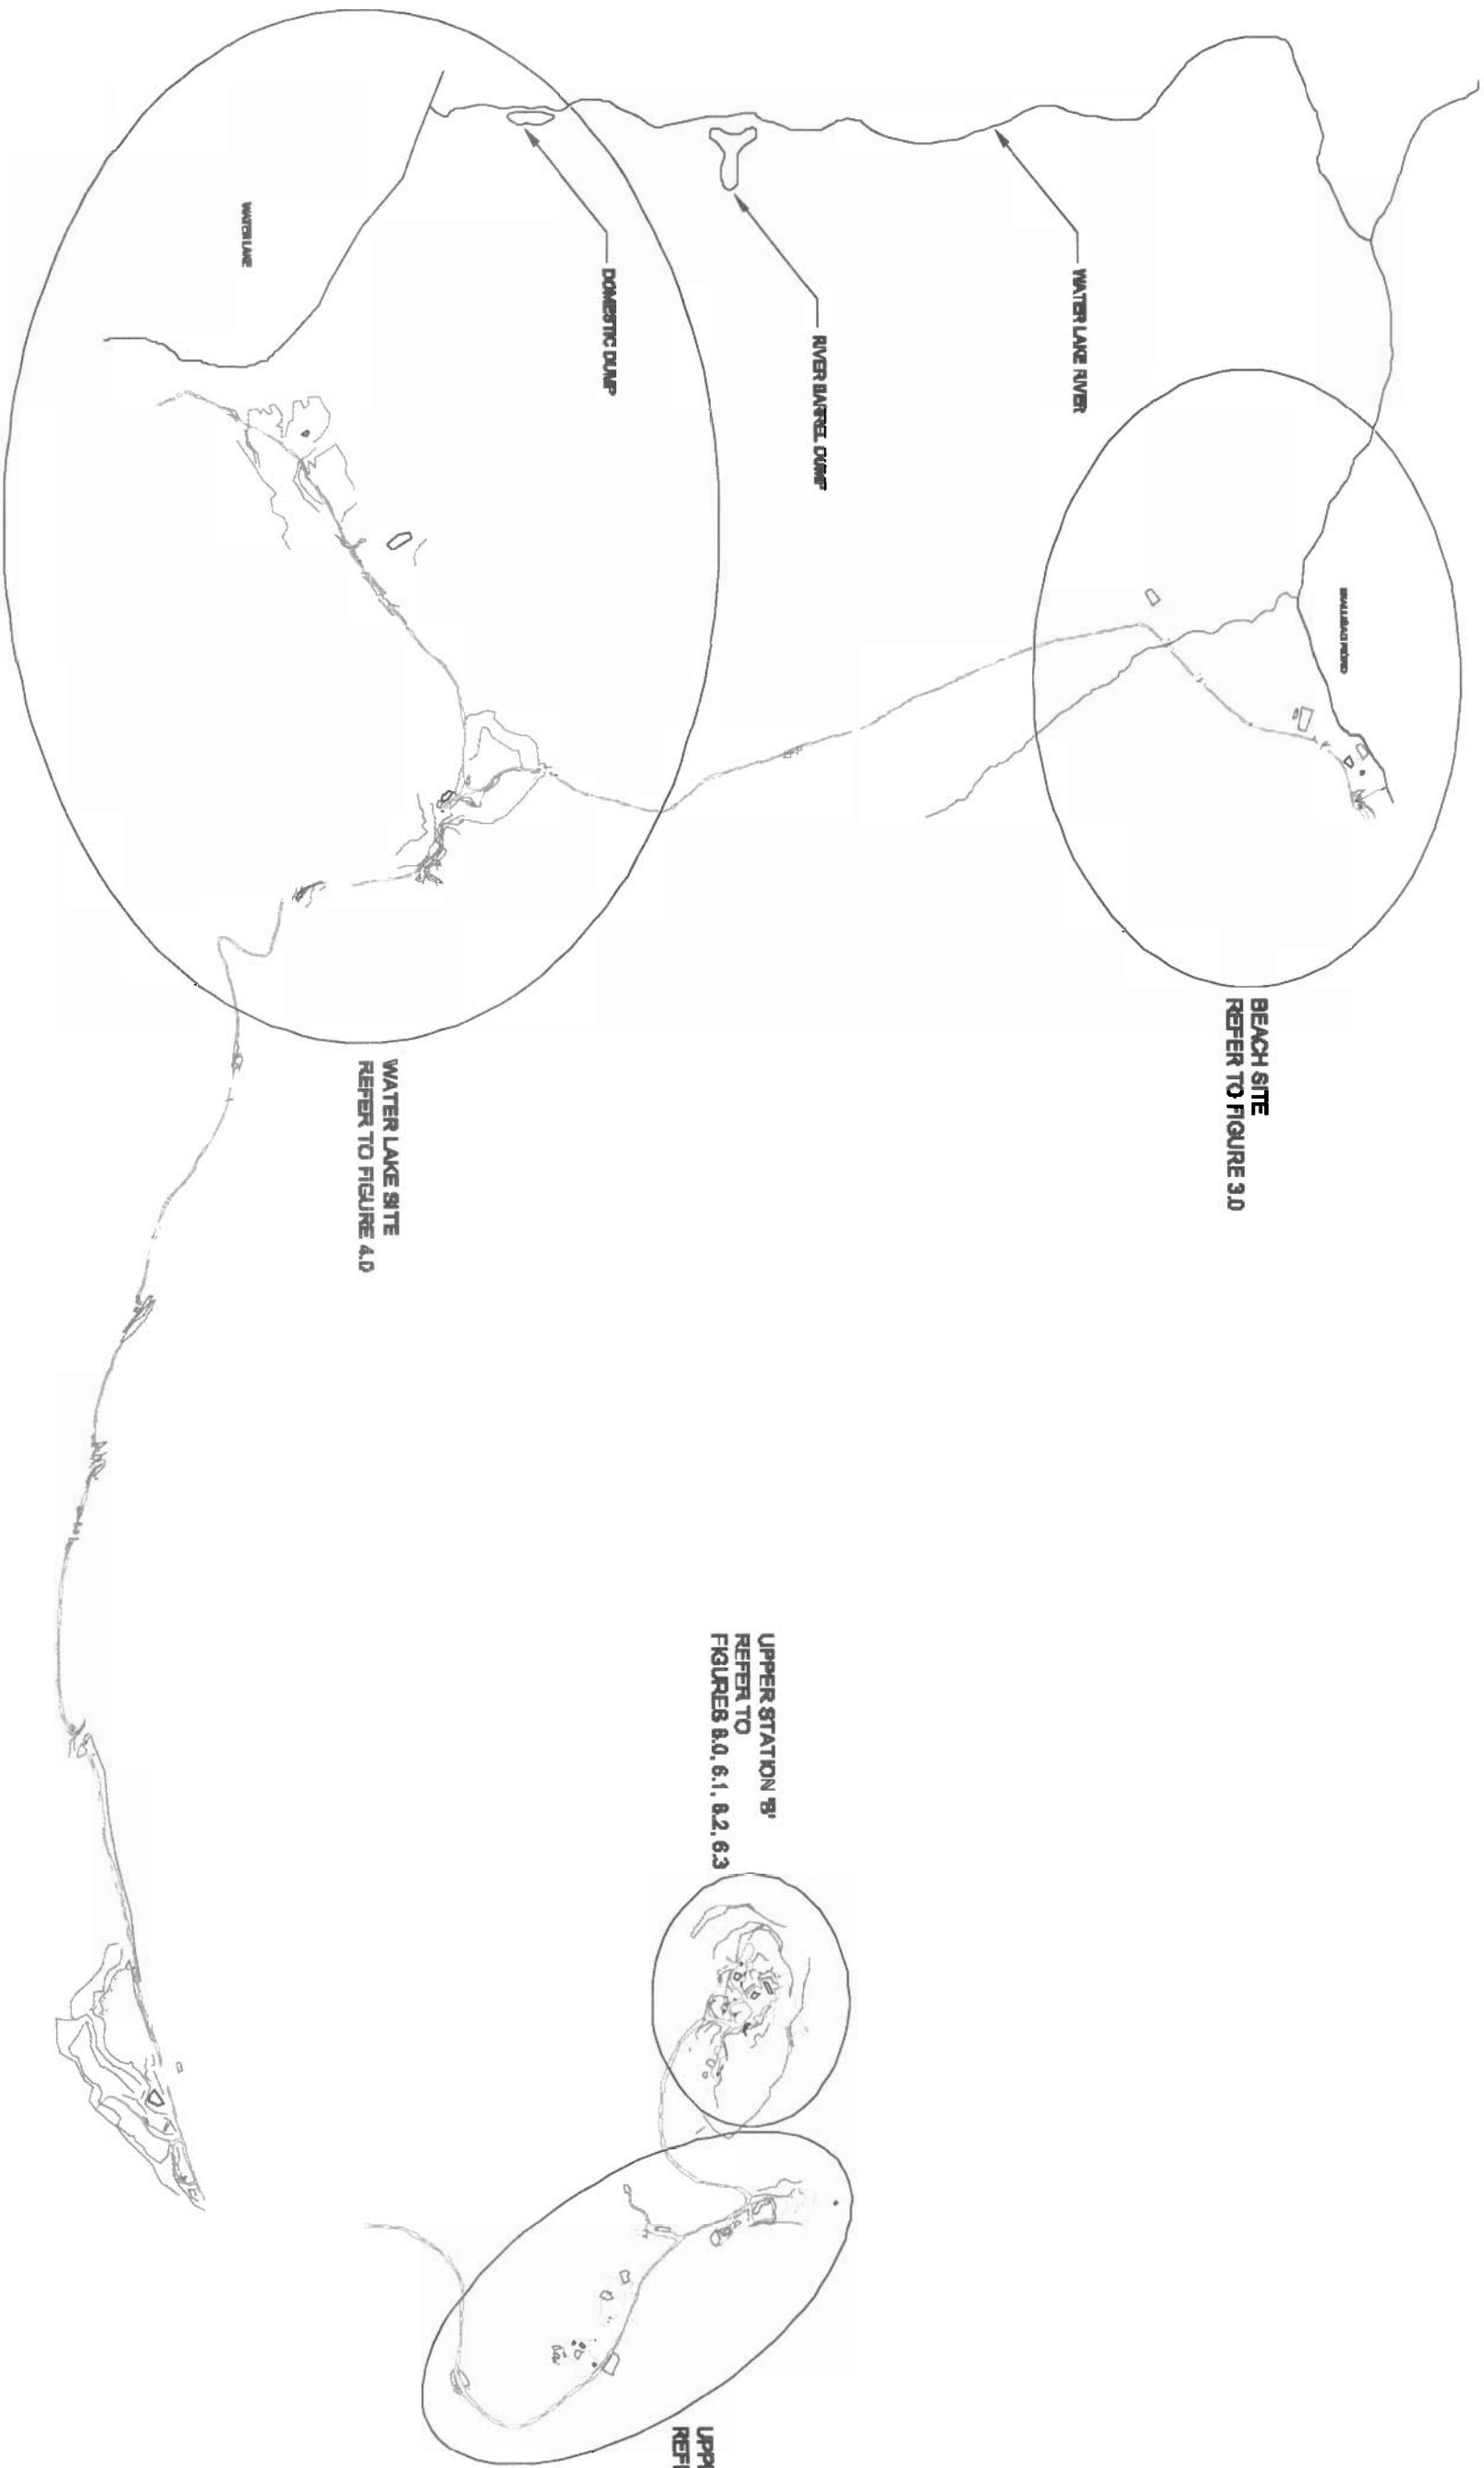 BEACH SITE
REFER TO FIGURE 3.0
WATER LAKE RIVER
RIVER BARREL DUMP
DOMESTIC DUMP
WATER LAKE
WATER LAKE SITE
REFER TO FIGURE 4.0
UPPER STATION 'B'
REFER TO
FIGURES 6.0, 6.1, 6.2, 6.3
UPP
REF